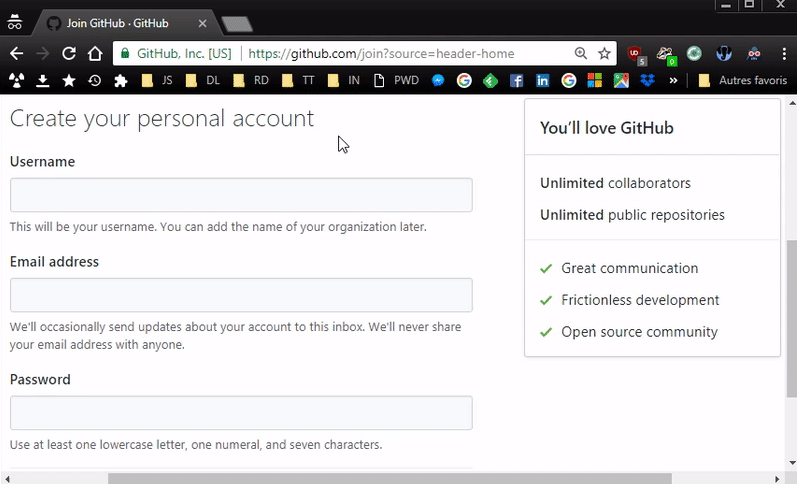 Join GitHub · GitHub
GitHub, Inc. [US]
https://github.com/join?source=header-home
5
0
JS
DL
RD
TT
IN
PWD
Autres favoris
Create your personal account
Username
This will be your username. You can add the name of your organization later.
Email address
We'll occasionally send updates about your account to this inbox. We'll never share
your email address with anyone.
Password
Use at least one lowercase letter, one numeral, and seven characters.
You’ll love GitHub
Unlimited collaborators
Unlimited public repositories
Great communication
Frictionless development
Open source community